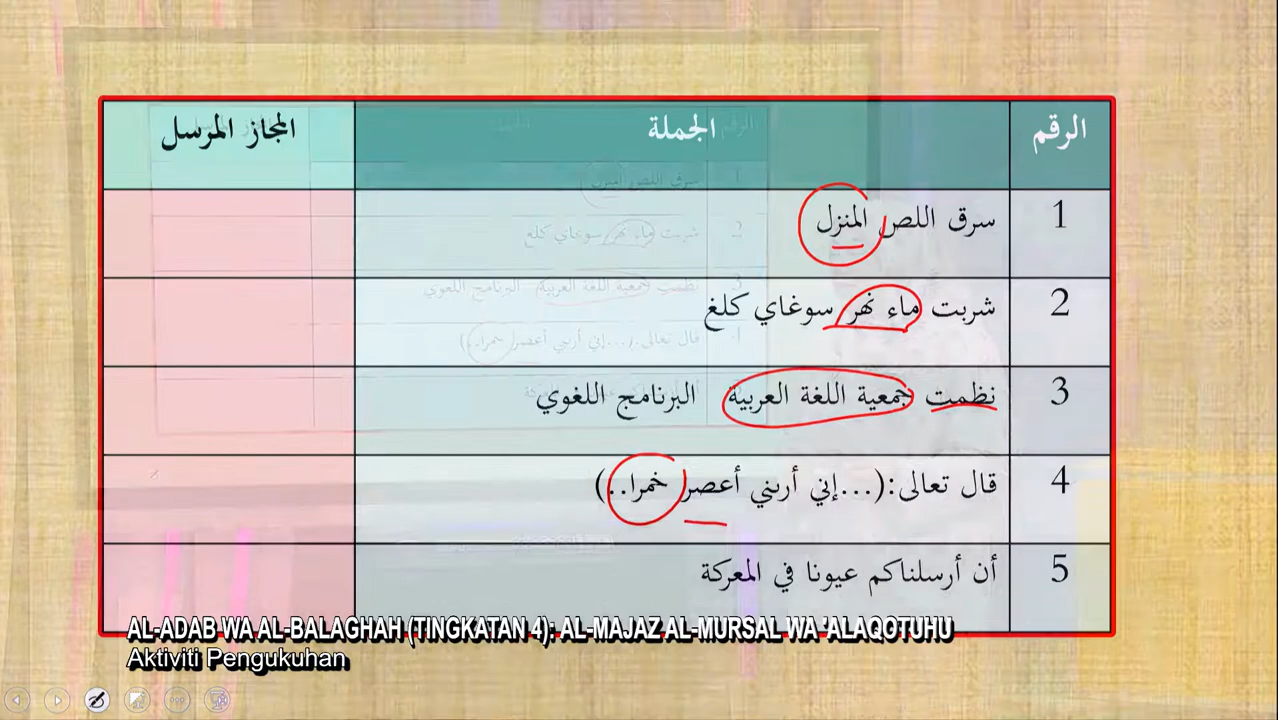 الرقم الجملة المجاز المرسل
1 سرق اللص المنزل
2 شربت ماء نهر سوغاي كلغ
3 نظمت جمعية اللغة العربية البرنامج اللغوي
4 قال تعالى:(...إني أرىني أعصر خمرا..)
5 أن أرسلناكم عيونا في المعركة
AL-ADAB WA AL-BALAGHAH (TINGKATAN 4): AL-MAJAZ AL-MURSAL WA 'ALAQOTUHU
Aktiviti Pengukuhan